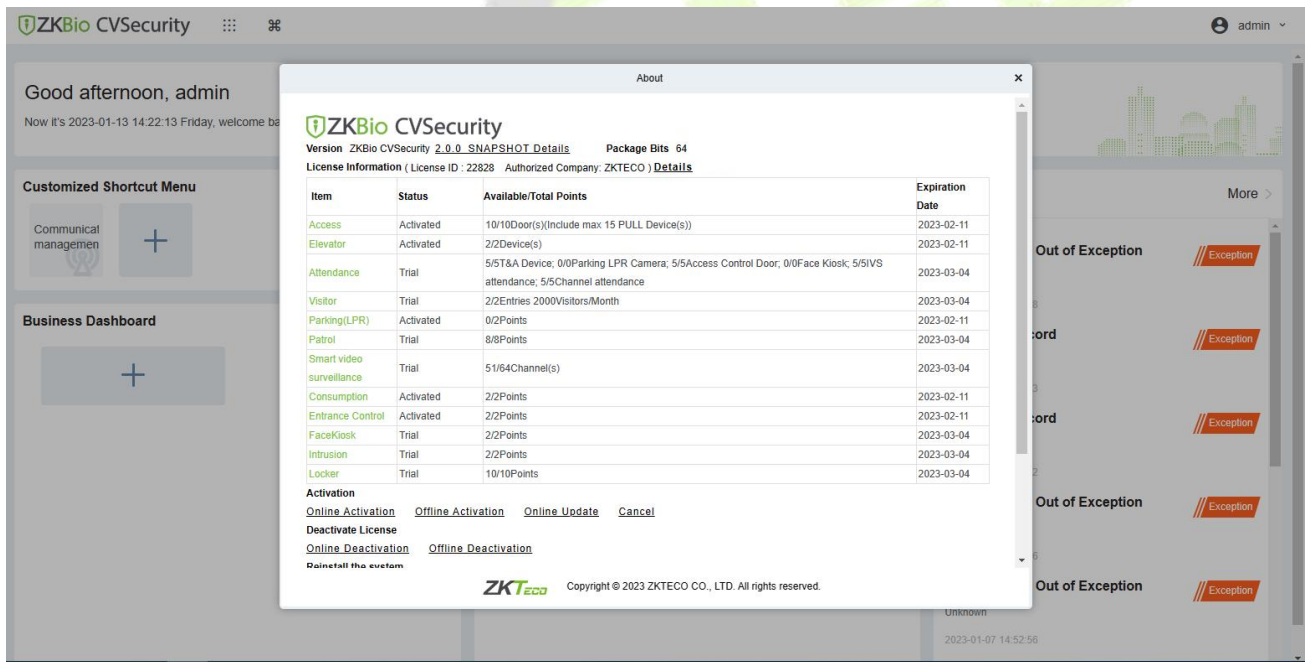 ZKBio CVSecurity
admin
Good afternoon, admin
Now it's 2023-01-13 14:22:13 Friday, welcome ba
Customized Shortcut Menu
Communicat
managemen
Business Dashboard
About
ZKBio CVSecurity
Version ZKBio CVSecurity 2.0.0 SNAPSHOT Details Package Bits 64
License Information ( License ID : 22828 Authorized Company: ZKTECO ) Details
Item Status Available/Total Points Expiration Date
Access Activated 10/10Door(s)(Include max 15 PULL Device(s)) 2023-02-11
Elevator Activated 2/2Device(s) 2023-02-11
Attendance Trial 5/5T&A Device; 0/0Parking LPR Camera; 5/5Access Control Door; 0/0Face Kiosk; 5/5IVS attendance; 5/5Channel attendance 2023-03-04
Visitor Trial 2/2Entries 2000Visitors/Month 2023-03-04
Parking(LPR) Activated 0/2Points 2023-02-11
Patrol Trial 8/8Points 2023-03-04
Smart video surveillance Trial 51/64Channel(s) 2023-03-04
Consumption Activated 2/2Points 2023-02-11
Entrance Control Activated 2/2Points 2023-02-11
FaceKiosk Trial 2/2Points 2023-03-04
Intrusion Trial 2/2Points 2023-03-04
Locker Trial 10/10Points 2023-03-04
Activation
Online Activation Offline Activation Online Update Cancel
Deactivate License
Online Deactivation Offline Deactivation
Reinstall the system
ZKTECO Copyright © 2023 ZKTECO CO., LTD. All rights reserved.
More >
Out of Exception Exception
8
cord Exception
3
cord Exception
2
Out of Exception Exception
6
Out of Exception Exception
Unknown
2023-01-07 14:52:56